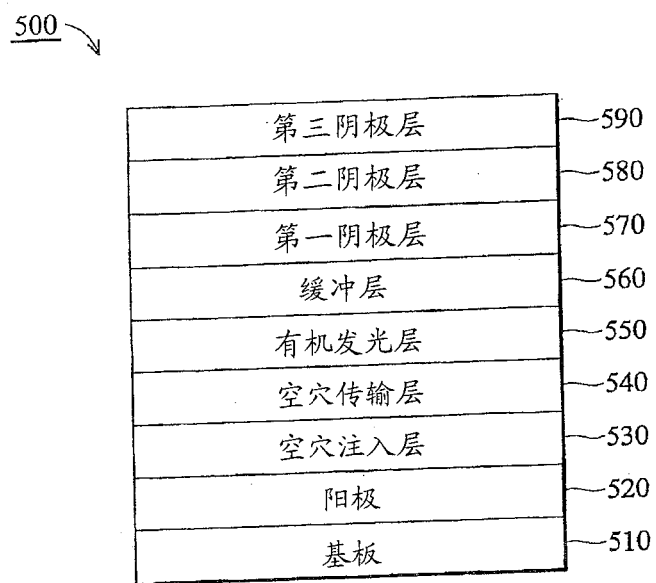 500
第三阴极层 590
第二阴极层 580
第一阴极层 570
缓冲层 560
有机发光层 550
空穴传输层 540
空穴注入层 530
阳极 520
基板 510